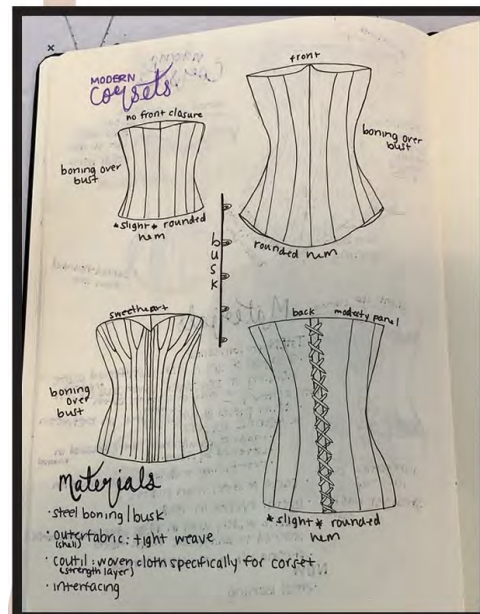 MODERN
Corsets
no front closure
boning over
bust
*slight* rounded
hem
front
boning over
bust
rounded hem
busk
sweetheart
boning
over
bust
back
modesty panel
*slight* rounded
hem
Materials
· steel boning/busk
· outerfabric: tight weave
(shell)
· coutil: woven cloth specifically for corset
(strength layer)
· interfacing